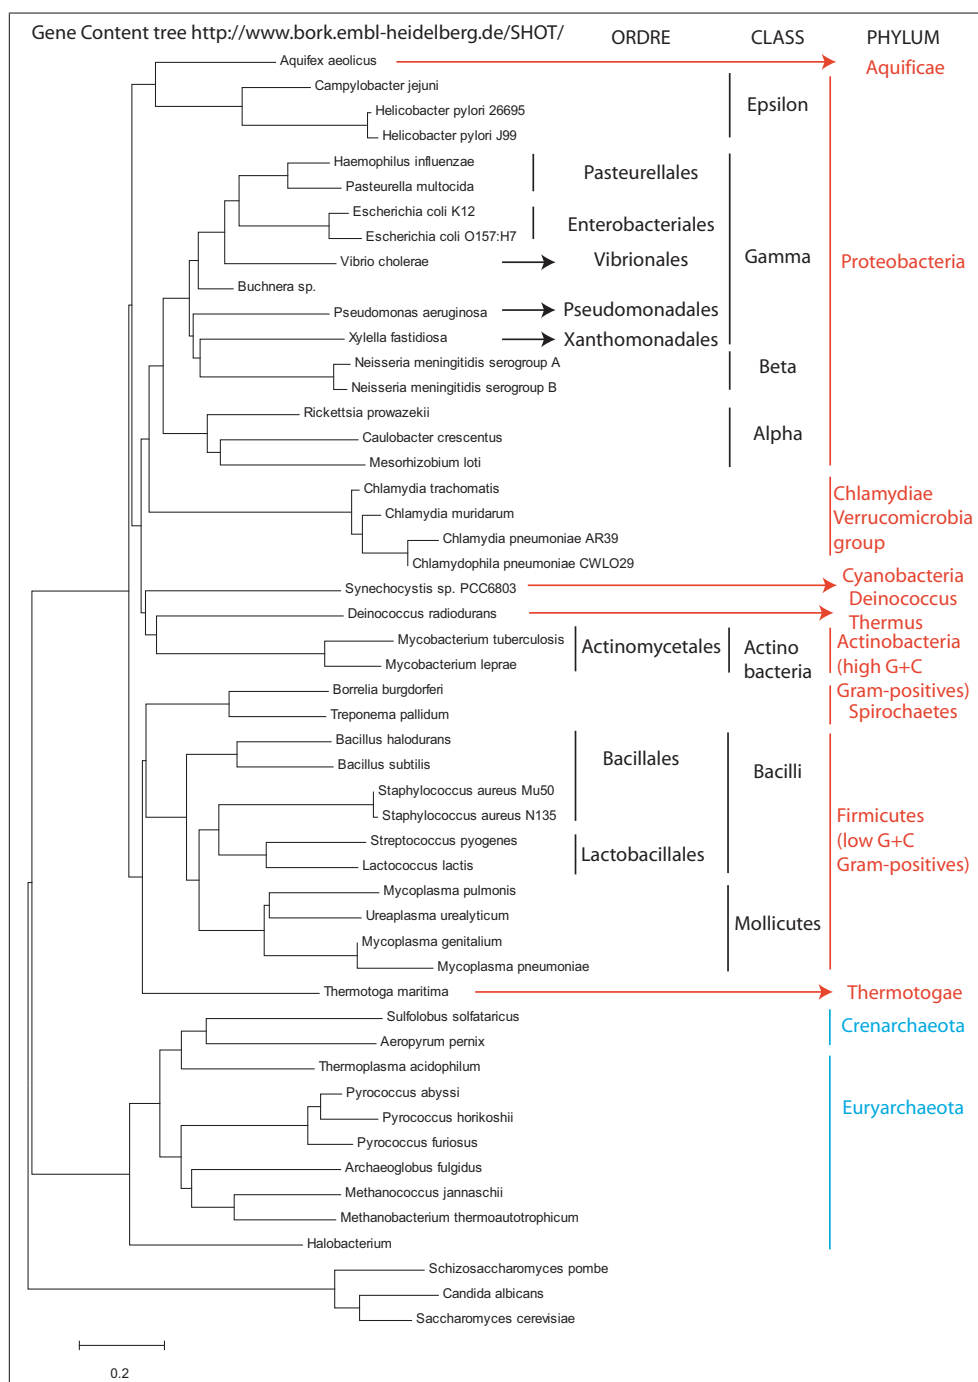 Gene Content tree http://www.bork.embl-heidelberg.de/SHOT/ ORDRE CLASS PHYLUM
Aquifex aeolicus Aquificae
Campylobacter jejuni
Epsilon
Helicobacter pylori 26695
Helicobacter pylori J99
Haemophilus influenzae
Pasteurellales
Pasteurella multocida
Escherichia coli K12
Enterobacteriales
Escherichia coli O157:H7
Gamma
Proteobacteria
Vibrio cholerae Vibrionales
Buchnera sp.
Pseudomonas aeruginosa Pseudomonadales
Xylella fastidiosa Xanthomonadales
Neisseria meningitidis serogroup A
Beta
Neisseria meningitidis serogroup B
Rickettsia prowazekii
Alpha
Caulobacter crescentus
Mesorhizobium loti
Chlamydia trachomatis
Chlamydiae
Chlamydia muridarum
Verrucomicrobia
Chlamydia pneumoniae AR39
group
Chlamydophila pneumoniae CWLO29
Cyanobacteria
Synechocystis sp. PCC6803
Deinococcus
Deinococcus radiodurans
Thermus
Mycobacterium tuberculosis Actinomycetales Actino Actinobacteria
Mycobacterium leprae bacteria (high G+C
Borrelia burgdorferi Gram-positives)
Treponema pallidum Spirochaetes
Bacillus halodurans
Bacillales Bacilli
Bacillus subtilis
Staphylococcus aureus Mu50
Staphylococcus aureus N135 Firmicutes
Streptococcus pyogenes (low G+C
Lactobacillales
Lactococcus lactis Gram-positives)
Mycoplasma pulmonis
Ureaplasma urealyticum Mollicutes
Mycoplasma genitalium
Mycoplasma pneumoniae
Thermotoga maritima Thermotogae
Sulfolobus solfataricus Crenarchaeota
Aeropyrum pernix
Thermoplasma acidophilum
Pyrococcus abyssi
Euryarchaeota
Pyrococcus horikoshii
Pyrococcus furiosus
Archaeoglobus fulgidus
Methanococcus jannaschii
Methanobacterium thermoautotrophicum
Halobacterium
Schizosaccharomyces pombe
Candida albicans
Saccharomyces cerevisiae
0.2